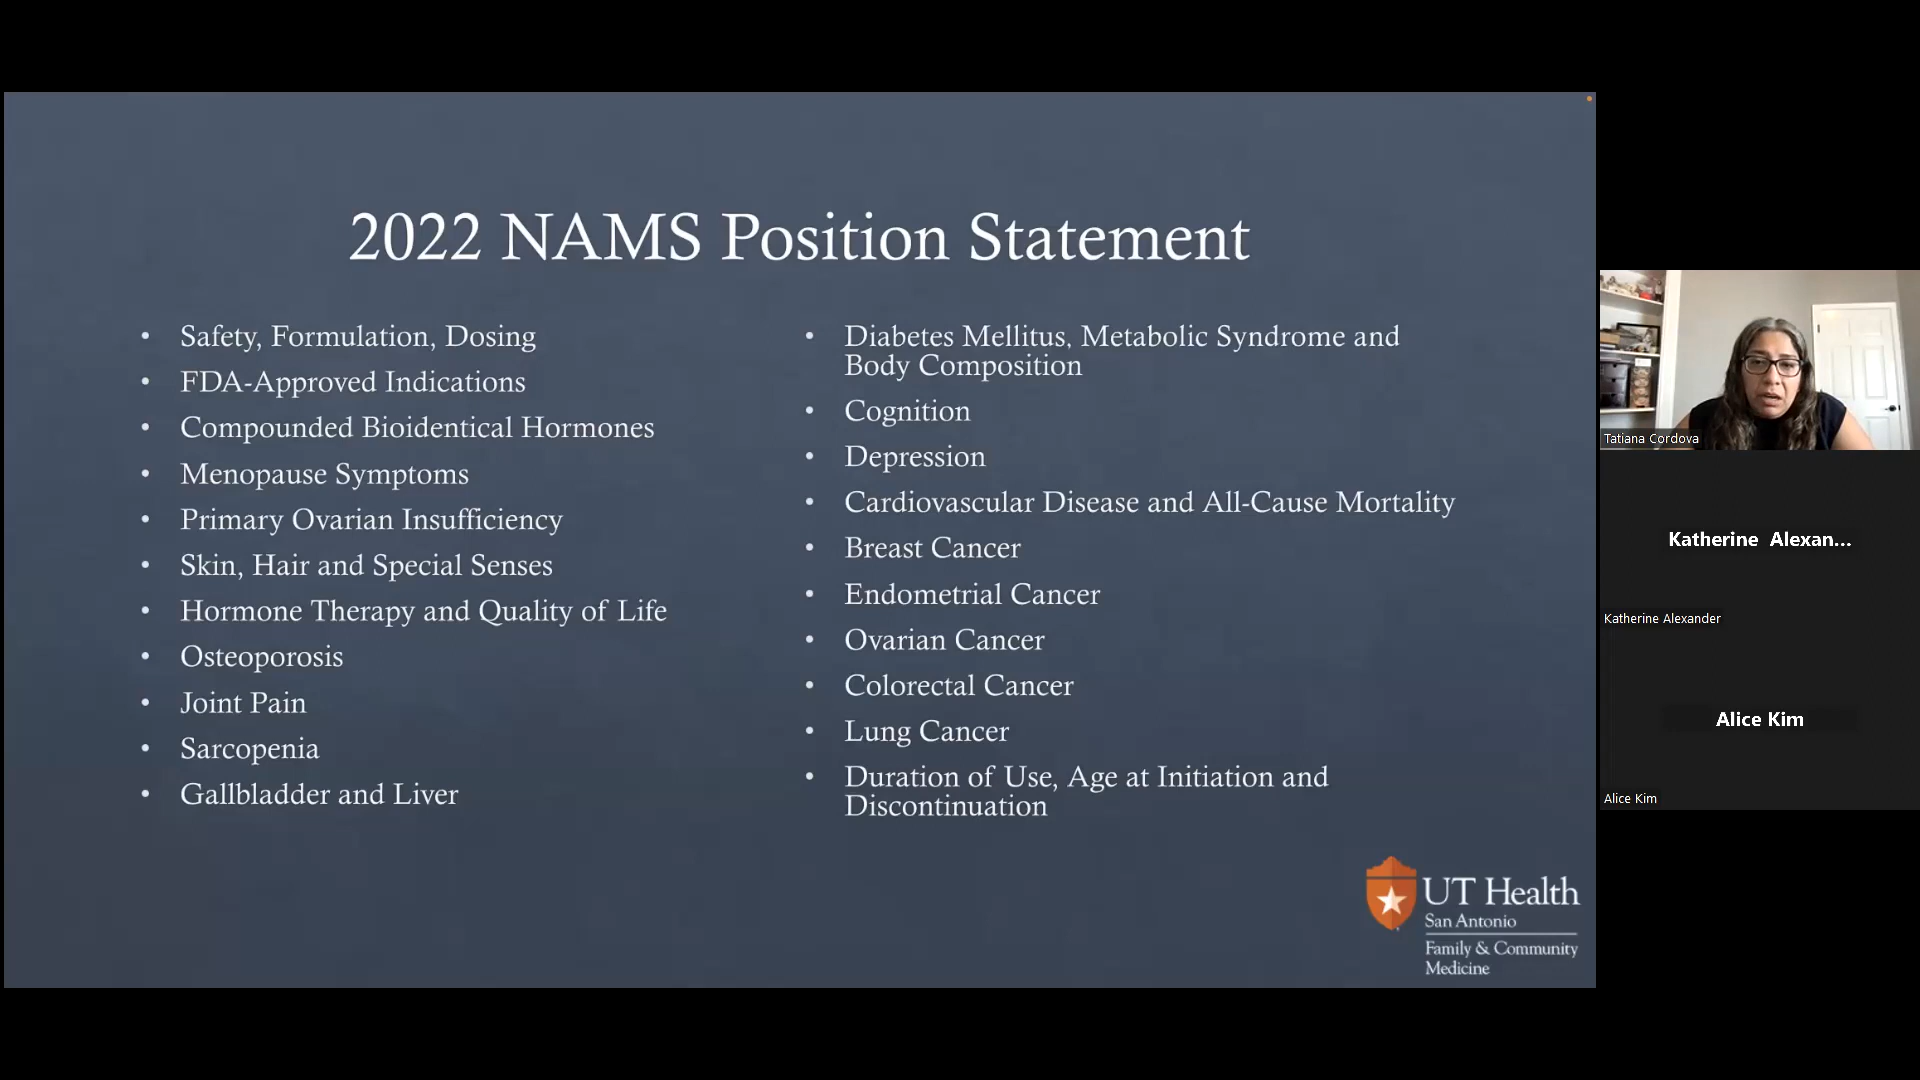 2022 NAMS Position Statement
• Safety, Formulation, Dosing
• FDA-Approved Indications
• Compounded Bioidentical Hormones
• Menopause Symptoms
• Primary Ovarian Insufficiency
• Skin, Hair and Special Senses
• Hormone Therapy and Quality of Life
• Osteoporosis
• Joint Pain
• Sarcopenia
• Gallbladder and Liver
• Diabetes Mellitus, Metabolic Syndrome and
Body Composition
• Cognition
• Depression
• Cardiovascular Disease and All-Cause Mortality
• Breast Cancer
• Endometrial Cancer
• Ovarian Cancer
• Colorectal Cancer
• Lung Cancer
• Duration of Use, Age at Initiation and
Discontinuation
UT Health
San Antonio
Family & Community
Medicine
Tatiana Cordova
Katherine Alexan...
Katherine Alexander
Alice Kim
Alice Kim